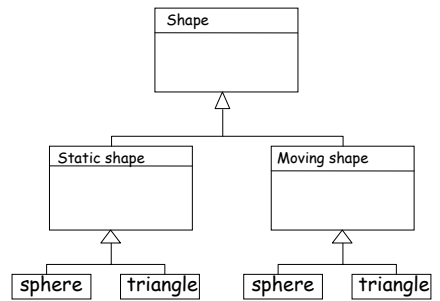 Shape
Static shape
Moving shape
sphere
triangle
sphere
triangle